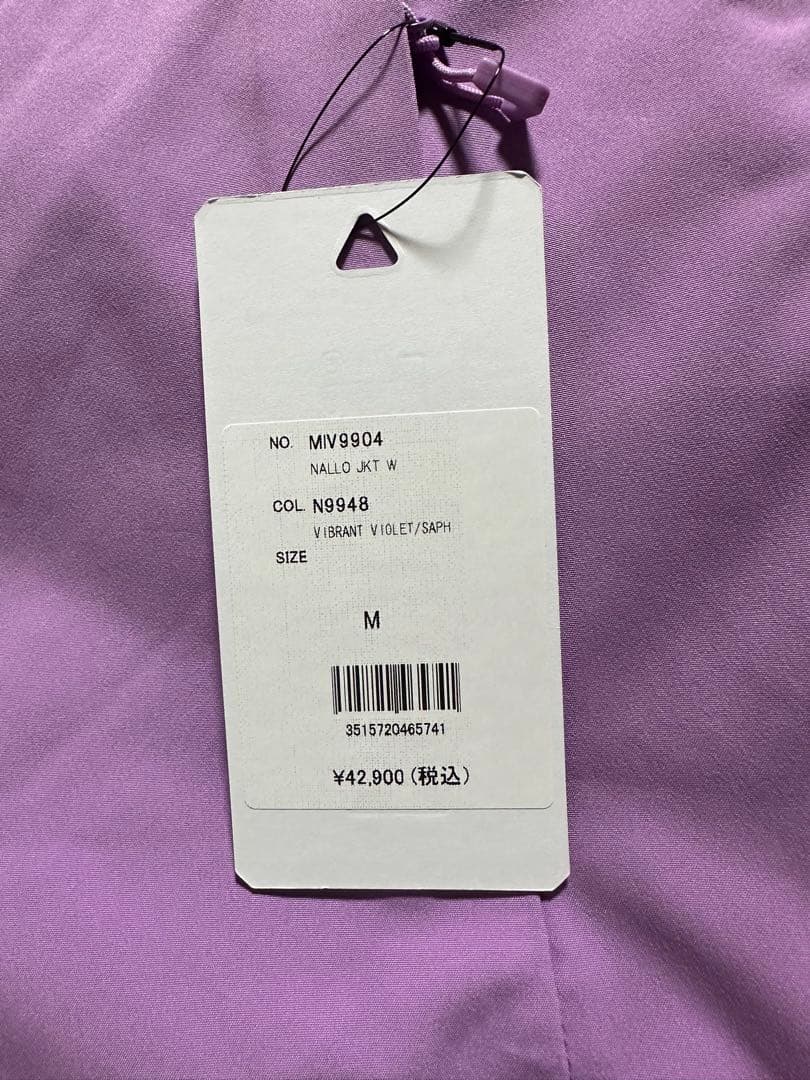 NO. MIV9904
NALLO JKT W
COL. N9948
VIBRANT VIOLET/SAPH
SIZE
M
3515720465741
¥42,900(税込)